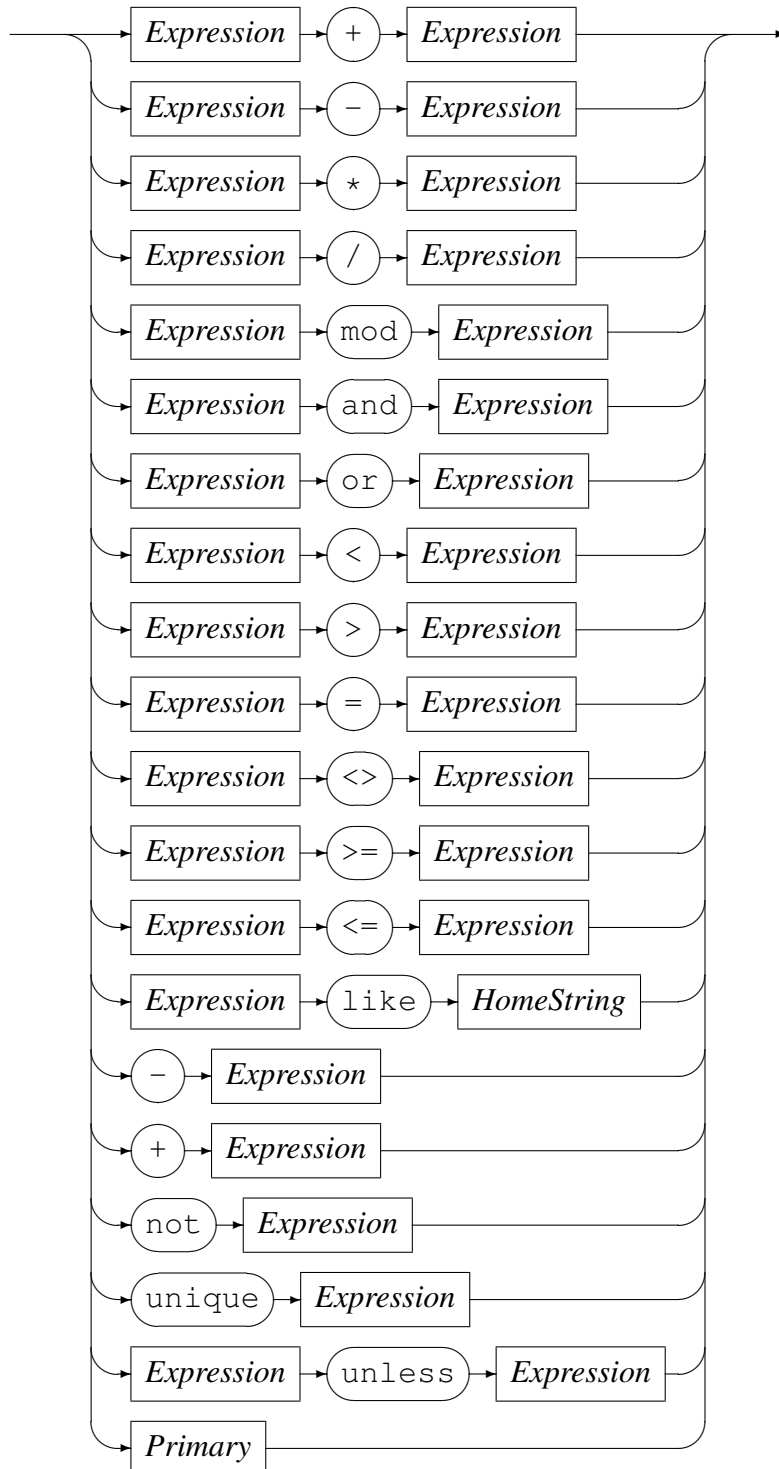 Expression + Expression
Expression - Expression
Expression * Expression
Expression / Expression
Expression mod Expression
Expression and Expression
Expression or Expression
Expression < Expression
Expression > Expression
Expression = Expression
Expression <> Expression
Expression >= Expression
Expression <= Expression
Expression like HomeString
- Expression
+ Expression
not Expression
unique Expression
Expression unless Expression
Primary